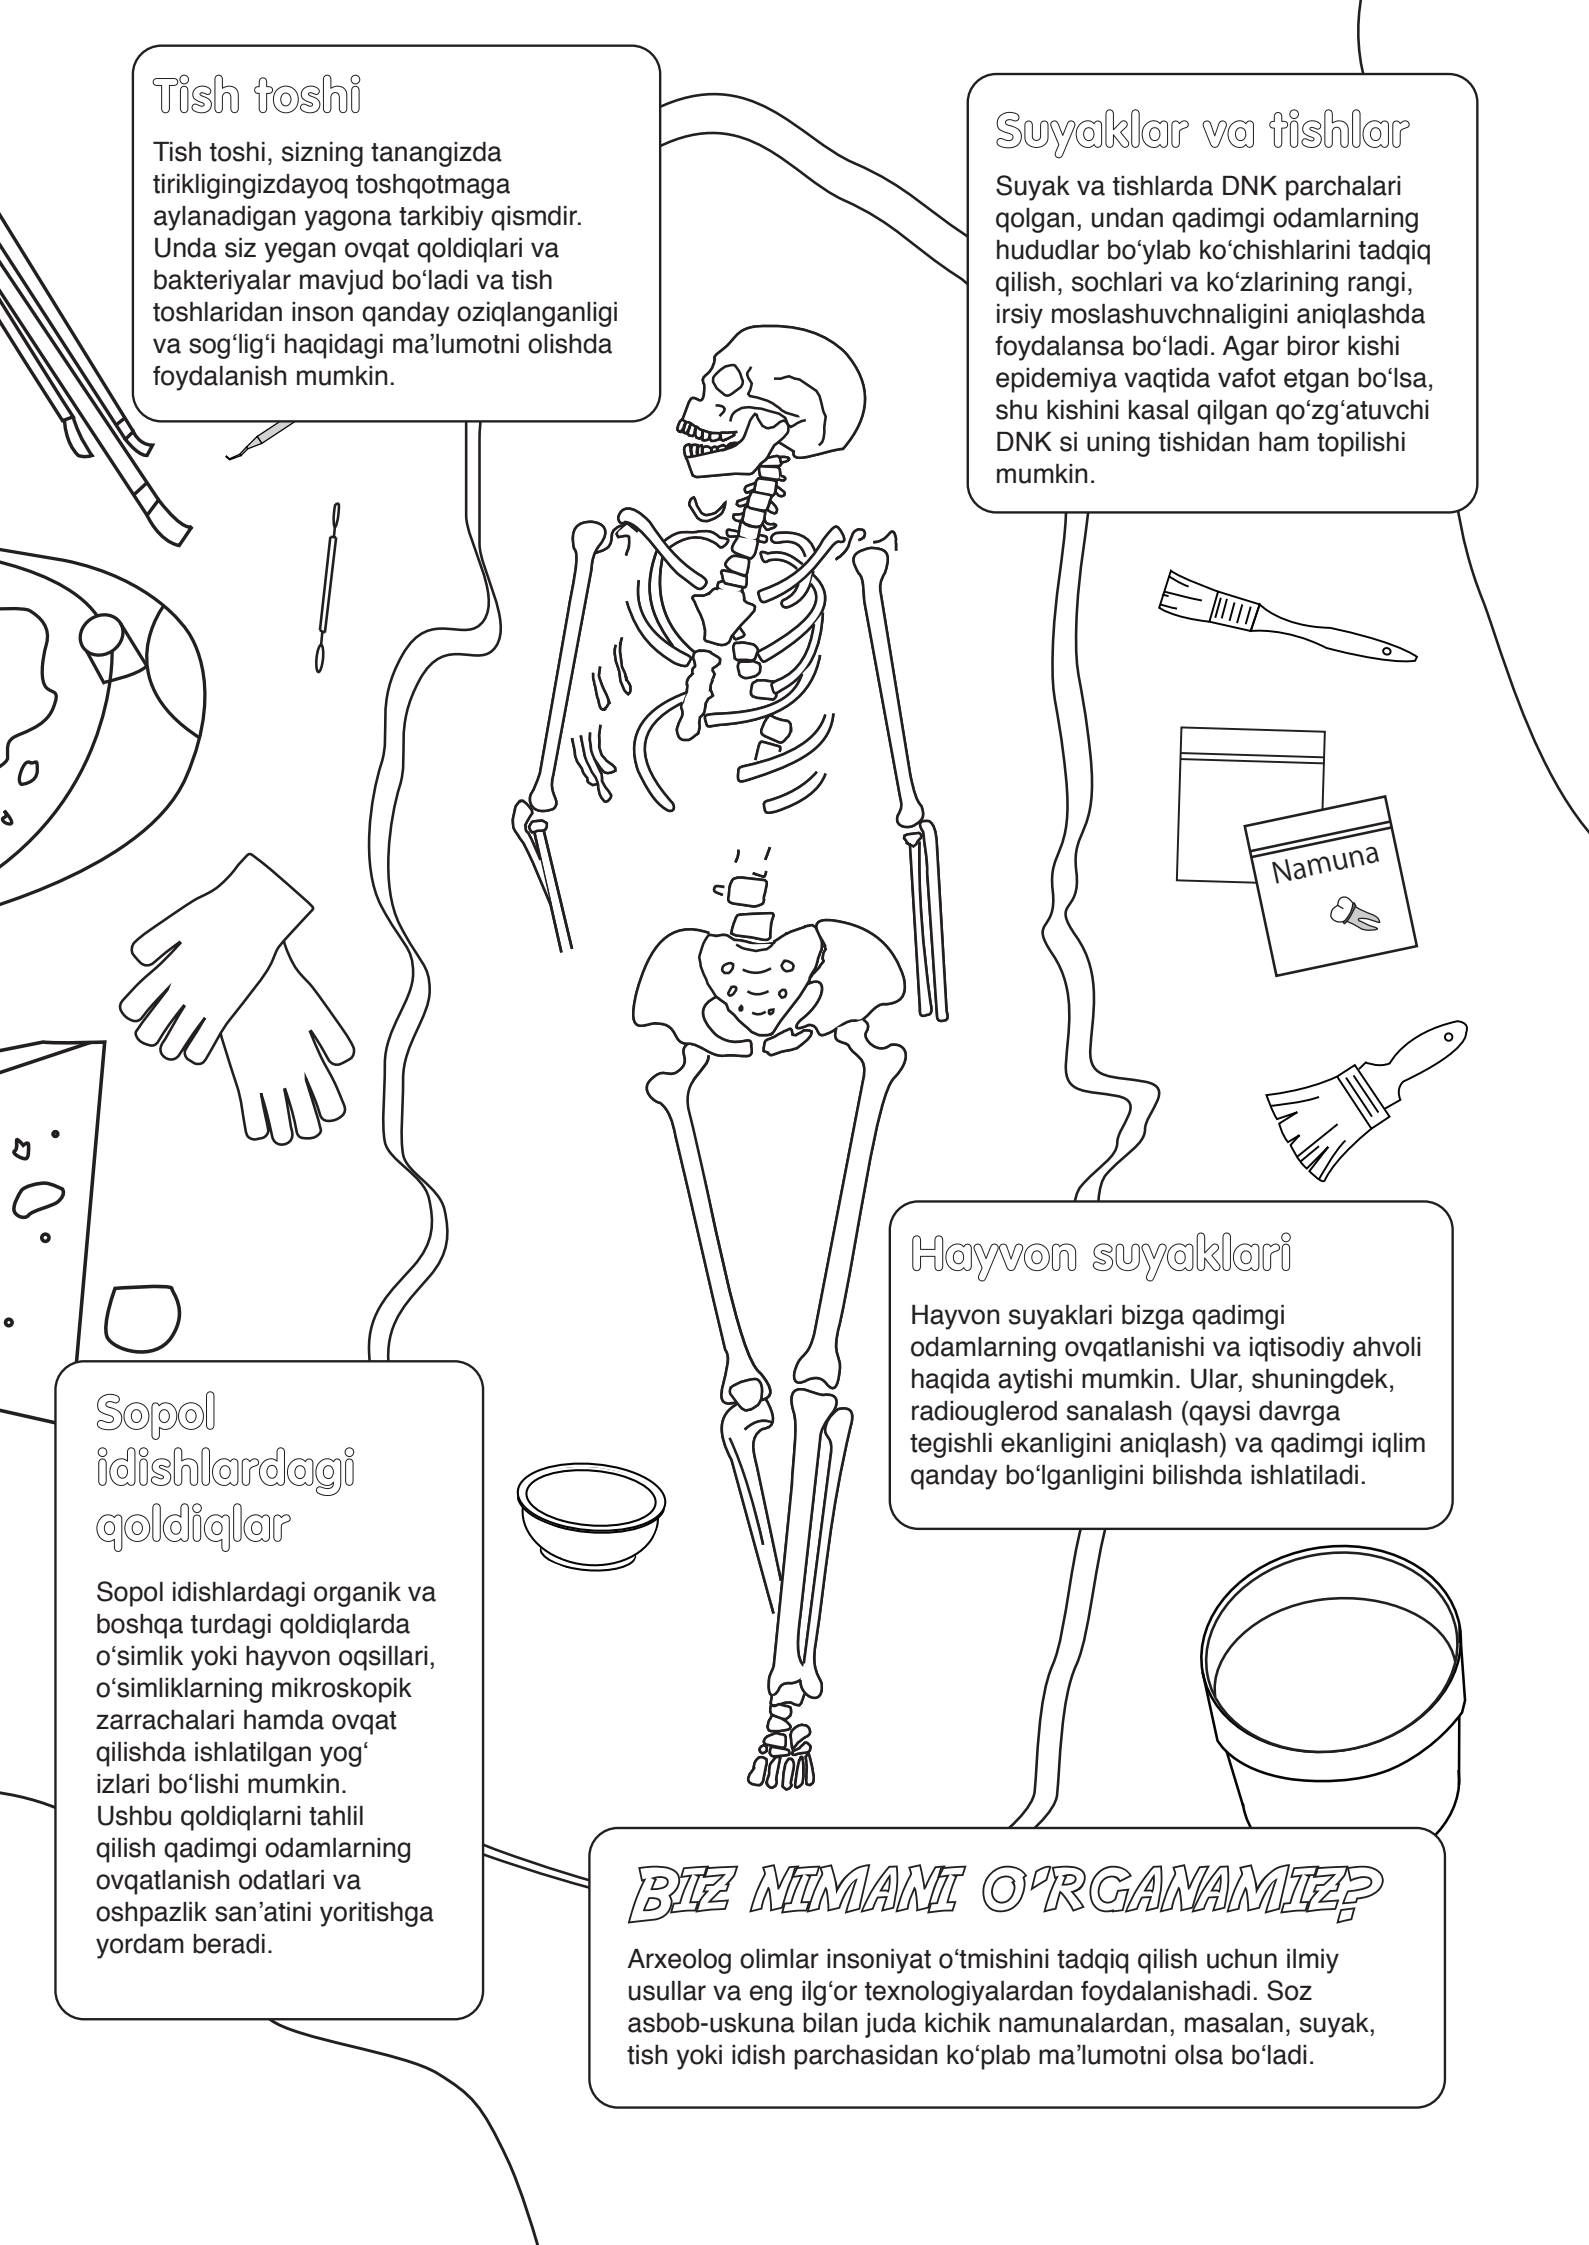 Tish toshi
Tish toshi, sizning tanangizda
tirikligingizdayoq toshqotmaga
aylanadigan yagona tarkibiy qismdir.
Unda siz yegan ovqat qoldiqlari va
bakteriyalar mavjud bo‘ladi va tish
toshlaridan inson qanday oziqlanganligi
va sog‘lig‘i haqidagi ma’lumotni olishda
foydalanish mumkin.
Suyaklar va tishlar
Suyak va tishlarda DNK parchalari
qolgan, undan qadimgi odamlarning
hududlar bo‘ylab ko‘chishlarini tadqiq
qilish, sochlari va ko‘zlarining rangi,
irsiy moslashuvchnaligini aniqlashda
foydalansa bo‘ladi. Agar biror kishi
epidemiya vaqtida vafot etgan bo‘lsa,
shu kishini kasal qilgan qo‘zg‘atuvchi
DNK si uning tishidan ham topilishi
mumkin.
Namuna
Hayvon suyaklari
Hayvon suyaklari bizga qadimgi
odamlarning ovqatlanishi va iqtisodiy ahvoli
haqida aytishi mumkin. Ular, shuningdek,
radiouglerod sanalash (qaysi davrga
tegishli ekanligini aniqlash) va qadimgi iqlim
qanday bo‘lganligini bilishda ishlatiladi.
Sopol
idishlardagi
qoldiqlar
Sopol idishlardagi organik va
boshqa turdagi qoldiqlarda
o‘simlik yoki hayvon oqsillari,
o‘simliklarning mikroskopik
zarrachalari hamda ovqat
qilishda ishlatilgan yog‘
izlari bo‘lishi mumkin.
Ushbu qoldiqlarni tahlil
qilish qadimgi odamlarning
ovqatlanish odatlari va
oshpazlik san’atini yoritishga
yordam beradi.
BIZ NIMANI O‘RGANAMIZ?
Arxeolog olimlar insoniyat o‘tmishini tadqiq qilish uchun ilmiy
usullar va eng ilg‘or texnologiyalardan foydalanishadi. Soz
asbob-uskuna bilan juda kichik namunalardan, masalan, suyak,
tish yoki idish parchasidan ko‘plab ma’lumotni olsa bo‘ladi.